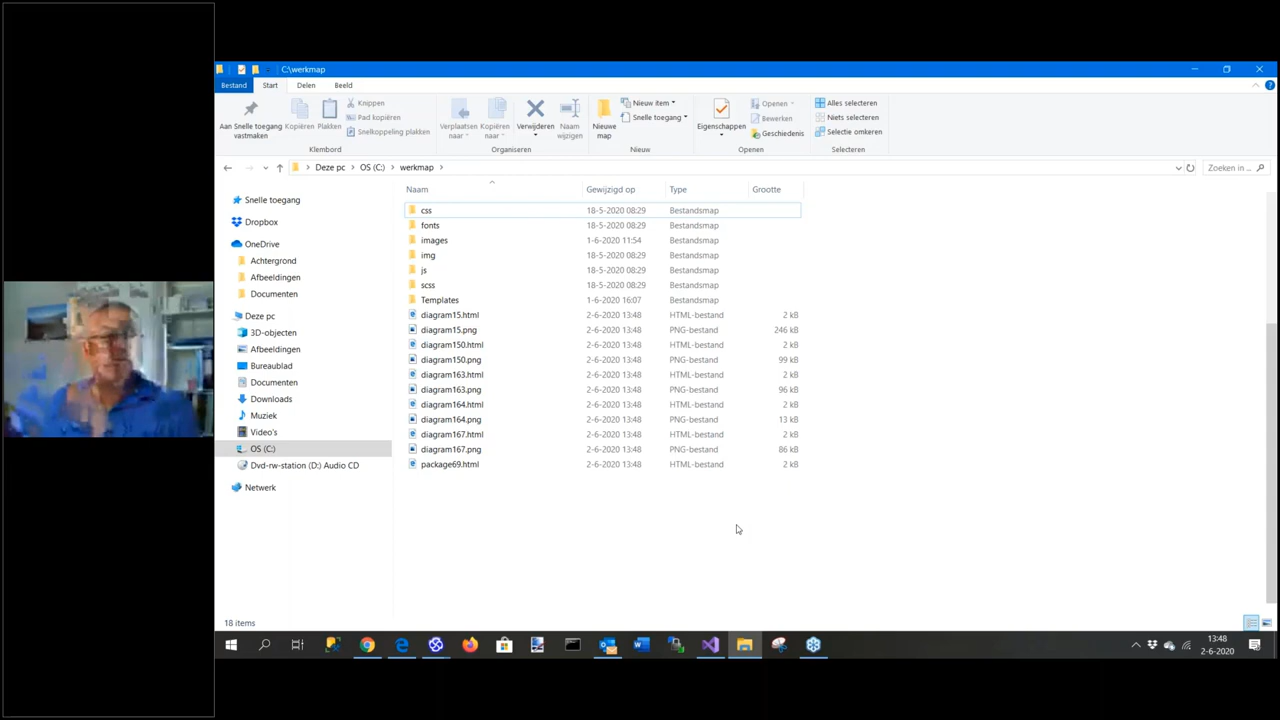 C:\werkmap
Bestand Start Delen Beeld
Aan Snelle toegang vastmaken
Kopiëren
Plakken
Knippen
Pad kopiëren
Snelkoppeling plakken
Klembord
Verplaatsen naar
Kopiëren naar
Verwijderen
Naam wijzigen
Organiseren
Nieuwe map
Nieuw item
Snelle toegang
Nieuw
Eigenschappen
Openen
Bewerken
Geschiedenis
Openen
Alles selecteren
Niets selecteren
Selectie omkeren
Selecteren
Deze pc > OS (C:) > werkmap >
Zoeken in ...
Snelle toegang
Dropbox
OneDrive
Achtergrond
Afbeeldingen
Documenten
Deze pc
3D-objecten
Afbeeldingen
Bureaublad
Documenten
Downloads
Muziek
Video's
OS (C:)
Dvd-rw-station (D:) Audio CD
Netwerk
Naam Gewijzigd op Type Grootte
css 18-5-2020 08:29 Bestandsmap
fonts 18-5-2020 08:29 Bestandsmap
images 1-6-2020 11:54 Bestandsmap
img 18-5-2020 08:29 Bestandsmap
js 18-5-2020 08:29 Bestandsmap
scss 18-5-2020 08:29 Bestandsmap
Templates 1-6-2020 16:07 Bestandsmap
diagram15.html 2-6-2020 13:48 HTML-bestand 2 kB
diagram15.png 2-6-2020 13:48 PNG-bestand 246 kB
diagram150.html 2-6-2020 13:48 HTML-bestand 2 kB
diagram150.png 2-6-2020 13:48 PNG-bestand 99 kB
diagram163.html 2-6-2020 13:48 HTML-bestand 2 kB
diagram163.png 2-6-2020 13:48 PNG-bestand 96 kB
diagram164.html 2-6-2020 13:48 HTML-bestand 2 kB
diagram164.png 2-6-2020 13:48 PNG-bestand 13 kB
diagram167.html 2-6-2020 13:48 HTML-bestand 2 kB
diagram167.png 2-6-2020 13:48 PNG-bestand 86 kB
package69.html 2-6-2020 13:48 HTML-bestand 2 kB
18 items
13:48
2-6-2020